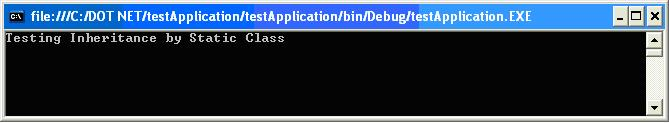 C:\
file:///C:/DOT NET/testApplication/testApplication/bin/Debug/testApplication.EXE
Testing Inheritance by Static Class